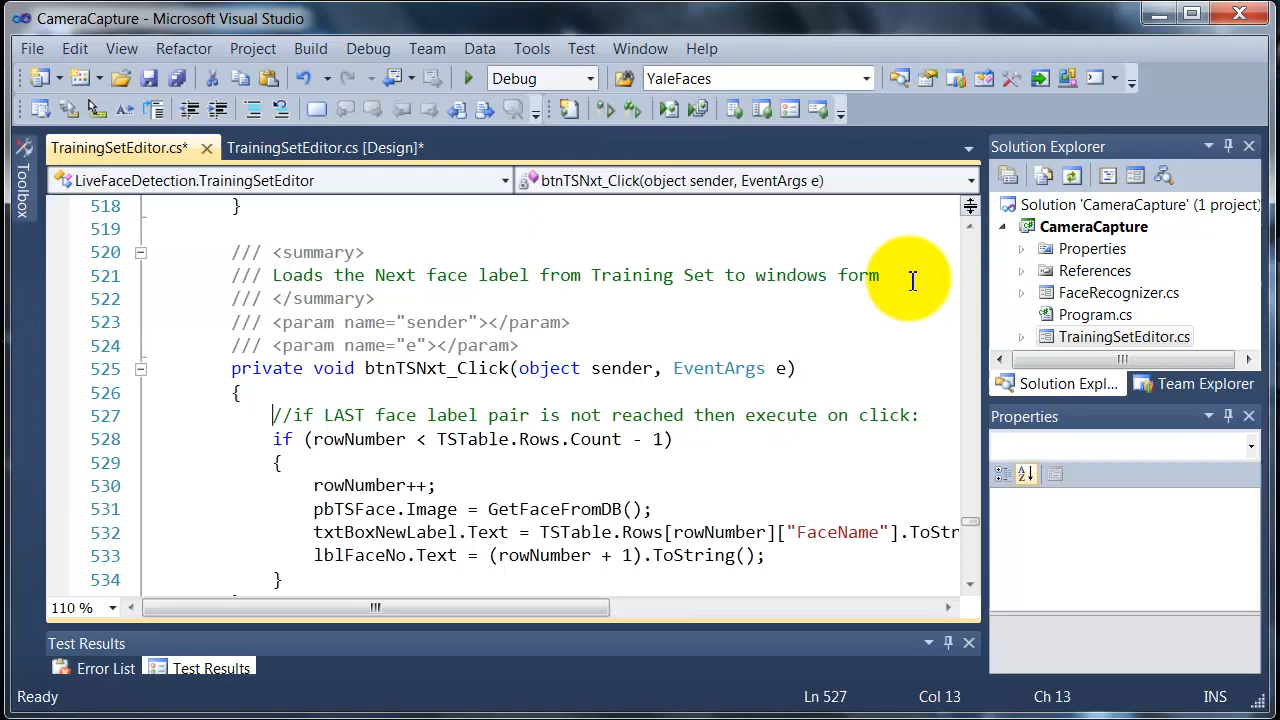 CameraCapture - Microsoft Visual Studio
File Edit View Refactor Project Build Debug Team Data Tools Test Window Help
Debug YaleFaces
Toolbox
TrainingSetEditor.cs* TrainingSetEditor.cs [Design]*
LiveFaceDetection.TrainingSetEditor btnTSNxt_Click(object sender, EventArgs e)
518 }
519
520 /// <summary>
521 /// Loads the Next face label from Training Set to windows form
522 /// </summary>
523 /// <param name="sender"></param>
524 /// <param name="e"></param>
525 private void btnTSNxt_Click(object sender, EventArgs e)
526 {
527 //if LAST face label pair is not reached then execute on click:
528 if (rowNumber < TSTable.Rows.Count - 1)
529 {
530 rowNumber++;
531 pbTSFace.Image = GetFaceFromDB();
532 txtBoxNewLabel.Text = TSTable.Rows[rowNumber]["FaceName"].ToStr
533 lblFaceNo.Text = (rowNumber + 1).ToString();
534 }
110 %
Test Results
Error List Test Results
Solution Explorer
Solution 'CameraCapture' (1 project)
CameraCapture
Properties
References
FaceRecognizer.cs
Program.cs
TrainingSetEditor.cs
Solution Expl... Team Explorer
Properties
Ready Ln 527 Col 13 Ch 13 INS